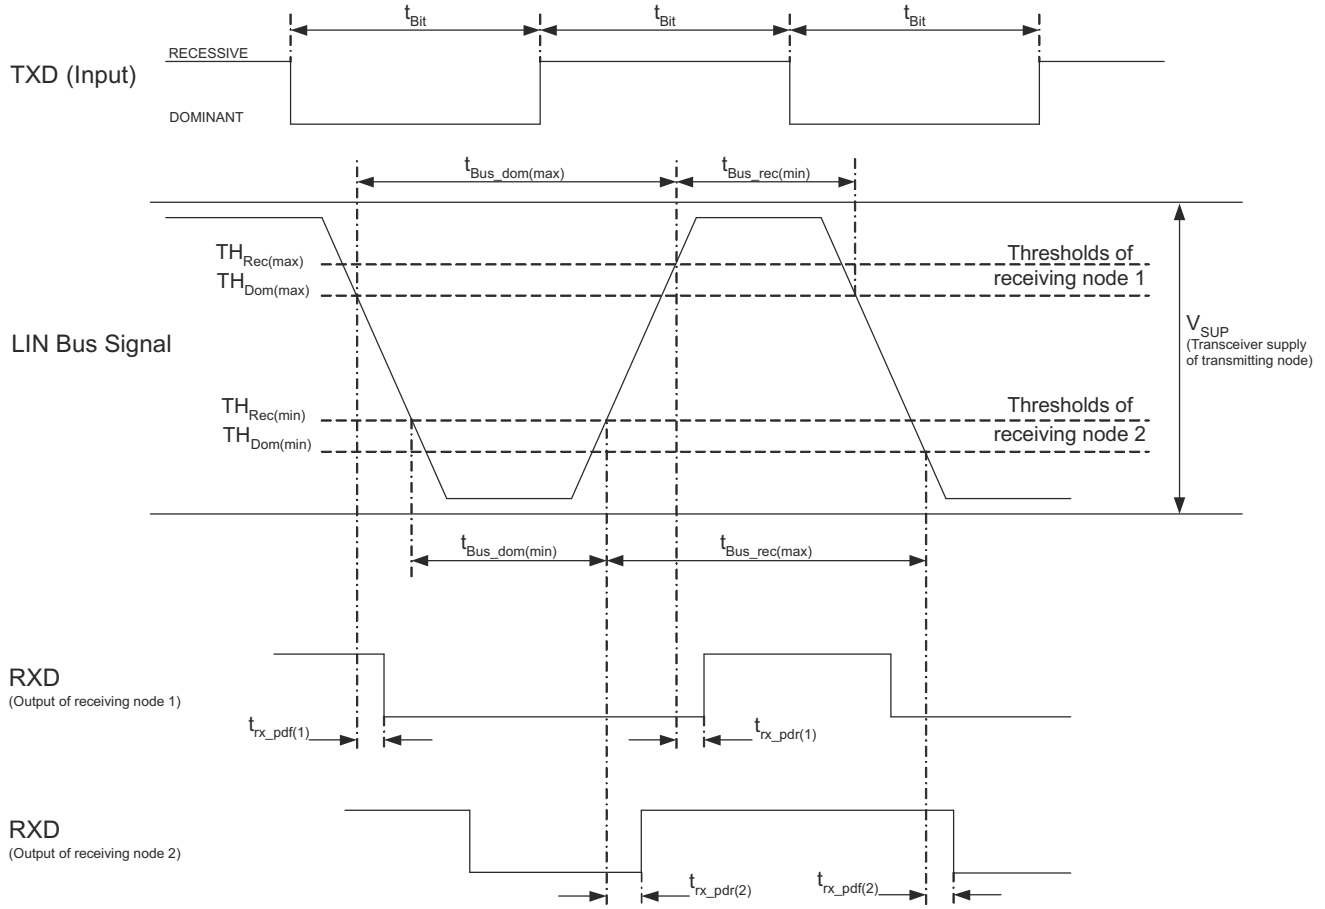 tBit tBit tBit
RECESSIVE
TXD (Input)
DOMINANT
tBus_dom(max) tBus_rec(min)
THRec(max) Thresholds of
THDom(max) receiving node 1
LIN Bus Signal
VSUP
(Transceiver supply
of transmitting node)
THRec(min) Thresholds of
THDom(min) receiving node 2
tBus_dom(min) tBus_rec(max)
RXD
(Output of receiving node 1)
trx_pdf(1) trx_pdr(1)
RXD
(Output of receiving node 2)
trx_pdr(2) trx_pdf(2)